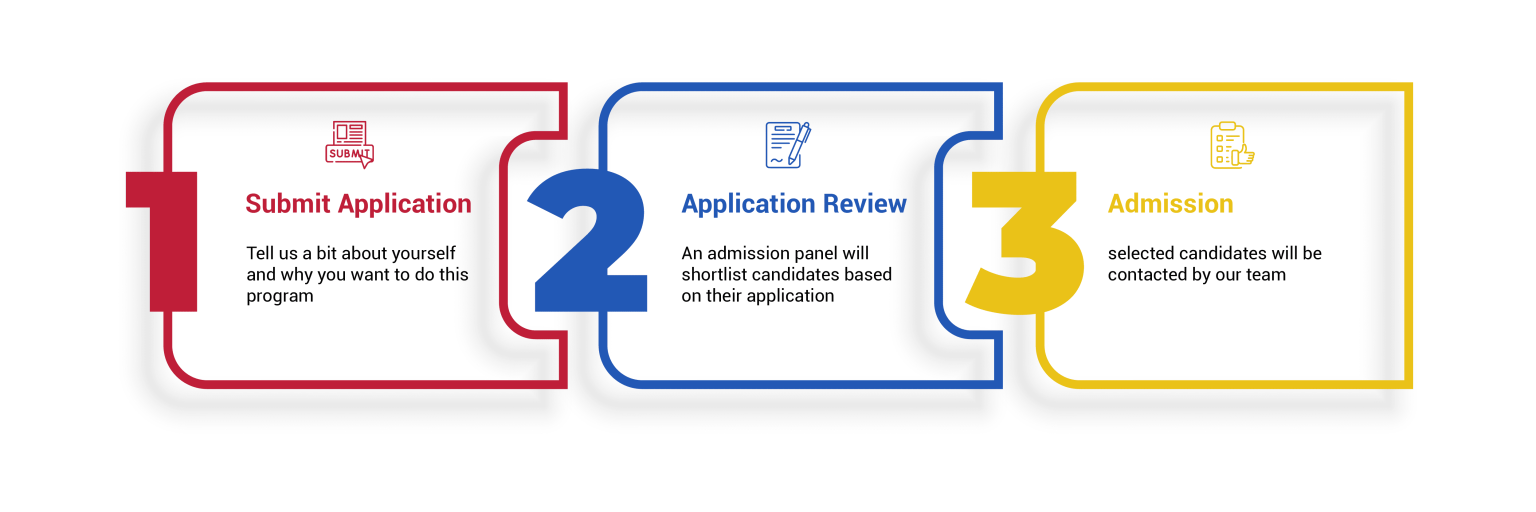 1
SUBMIT
Submit Application
Tell us a bit about yourself
and why you want to do this
program
2
Application Review
An admission panel will
shortlist candidates based
on their application
3
Admission
selected candidates will be
contacted by our team